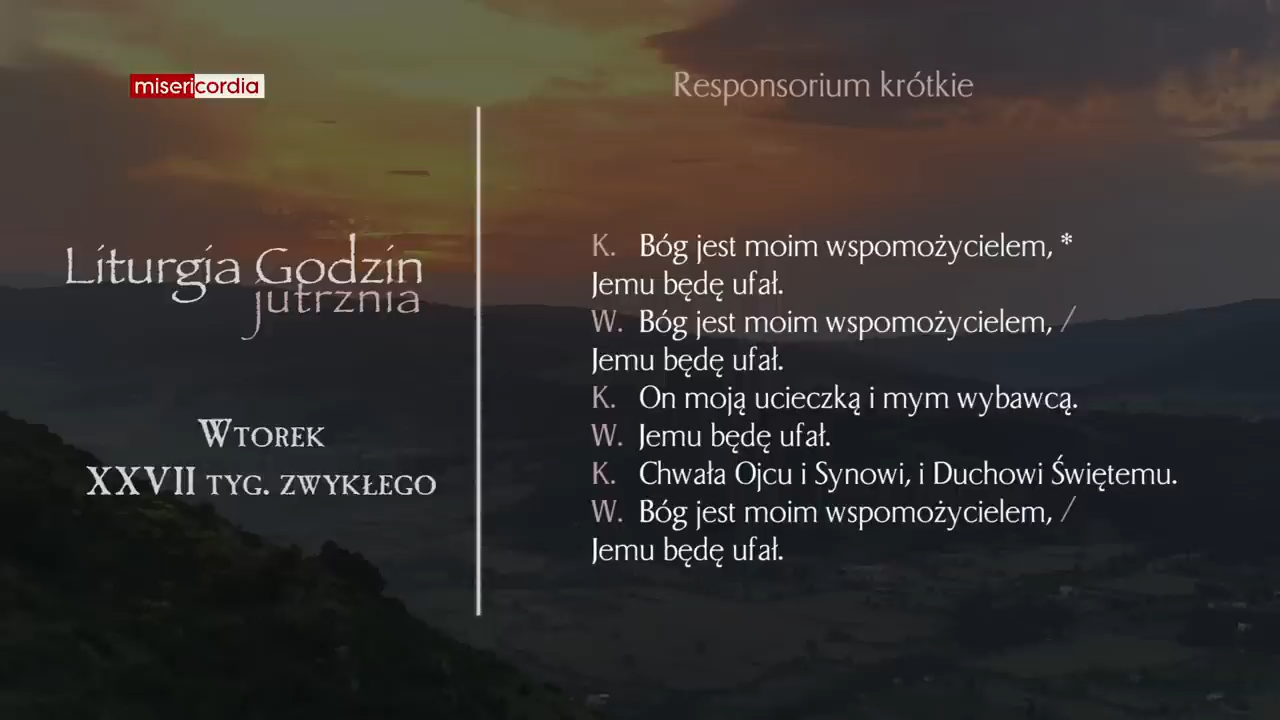 misericordia
Responsorium krótkie
Liturgia Godzin
jutrznia
Wtorek
XXVII tyg. zwykłego
K. Bóg jest moim wspomożycielem, *
Jemu będę ufał.
W. Bóg jest moim wspomożycielem, /
Jemu będę ufał.
K. On moją ucieczką i mym wybawcą.
W. Jemu będę ufał.
K. Chwała Ojcu i Synowi, i Duchowi Świętemu.
W. Bóg jest moim wspomożycielem, /
Jemu będę ufał.